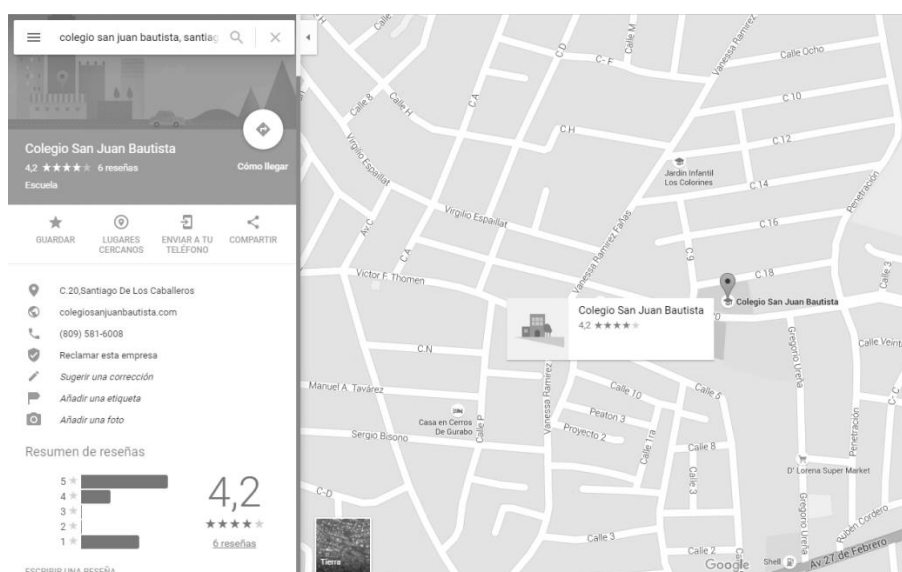 colegio san juan bautista, santiag
Colegio San Juan Bautista
4,2 6 reseñas
Escuela
Cómo llegar
GUARDAR
LUGARES CERCANOS
ENVIAR A TU TELÉFONO
COMPARTIR
C.20,Santiago De Los Caballeros
colegiosanjuanbautista.com
(809) 581-6008
Reclamar esta empresa
Sugerir una corrección
Añadir una etiqueta
Añadir una foto
Resumen de reseñas
5
4
3
2
1
4,2
6 reseñas
ESCRIBIR UNA RESEÑA
Calle 8
Calle H
C.A
C.D
C-F
Calle M
Vanessa Ramirez
Calle Ocho
C.10
C.12
C.H
Jardín Infantil
Los Colorines
C.14
Penetración
Virgilio Espaillat
Virgilio Espaillat
Av.C
C.A
Vanessa Ramirez Fañas
C.16
C.9
C.18
Calle 3
Victor F. Thomen
Colegio San Juan Bautista
Colegio San Juan Bautista
4,2
Gregorio Ureña
Calle Veint
C.N
Manuel A. Tavárez
Casa en Cerros
De Gurabo
Calle P
Vanessa Ramirez
Calle 10
Calle 5
Peaton 3
Proyecto 2
Calle 1ra
Sergio Bisono
Calle 8
Calle 3
Penetración
D' Lorena Super Market
C-D
Gregorio Ureña
Rubén Cordero
Calle 3
Calle 2
Shell
Av 27 de Febrero
Tierra
Google